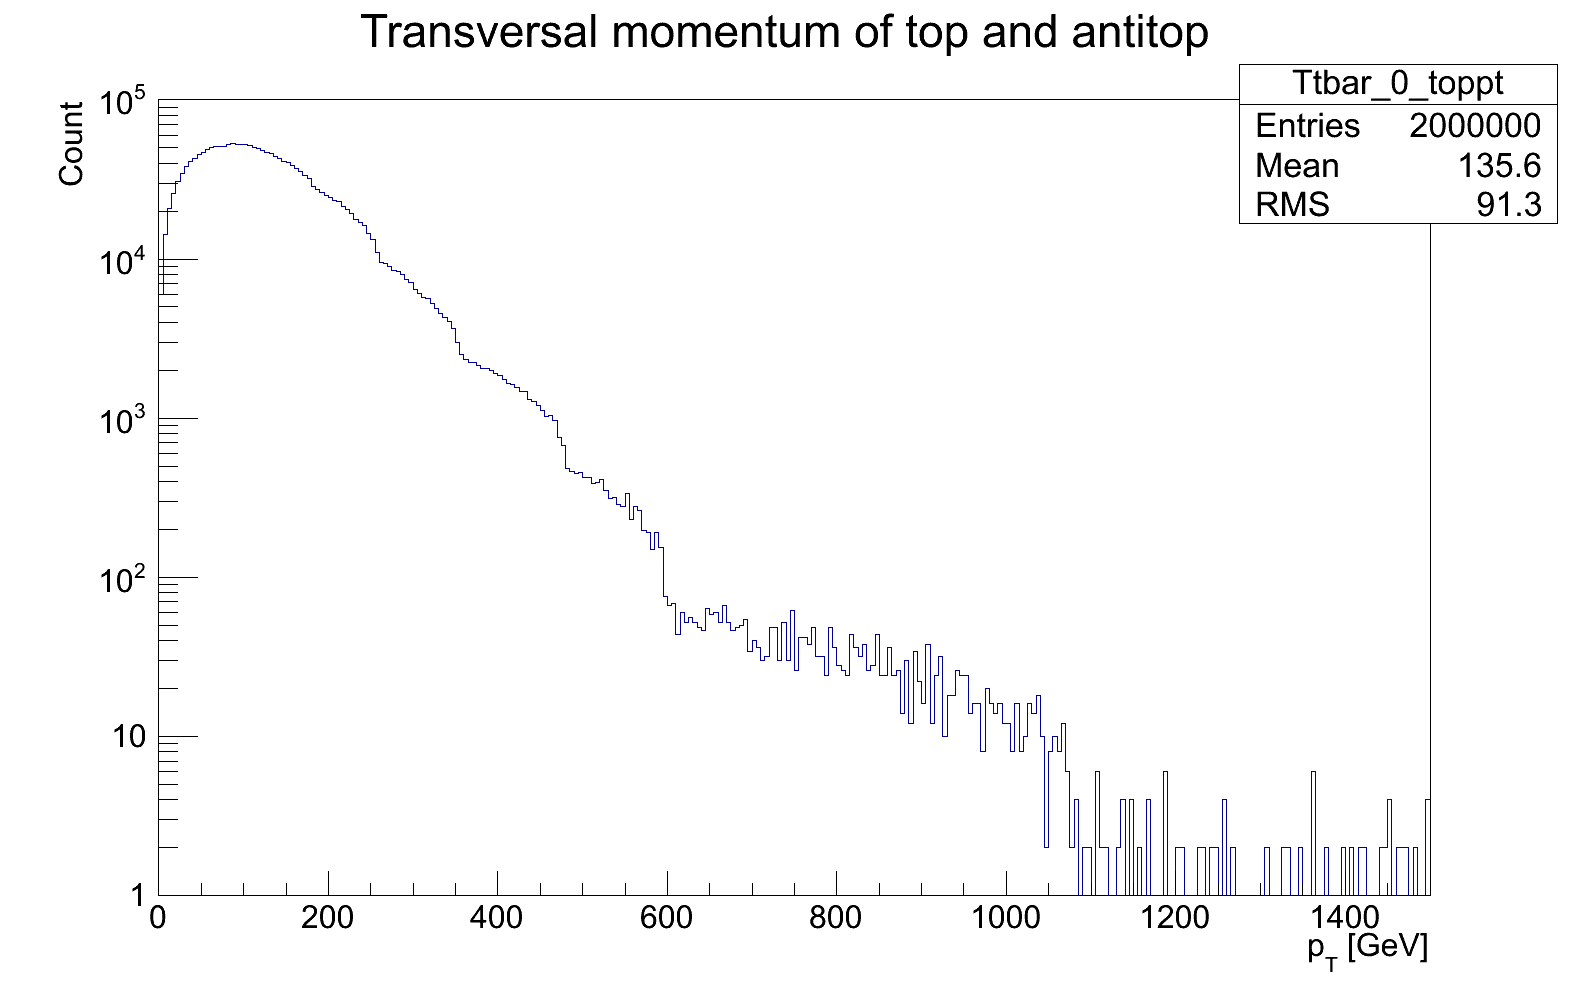 Transversal momentum of top and antitop
Ttbar_0_toppt
Entries 2000000
Mean 135.6
RMS 91.3
Count
10^5
10^4
10^3
10^2
10
1
0 200 400 600 800 1000 1200 1400
p_T [GeV]